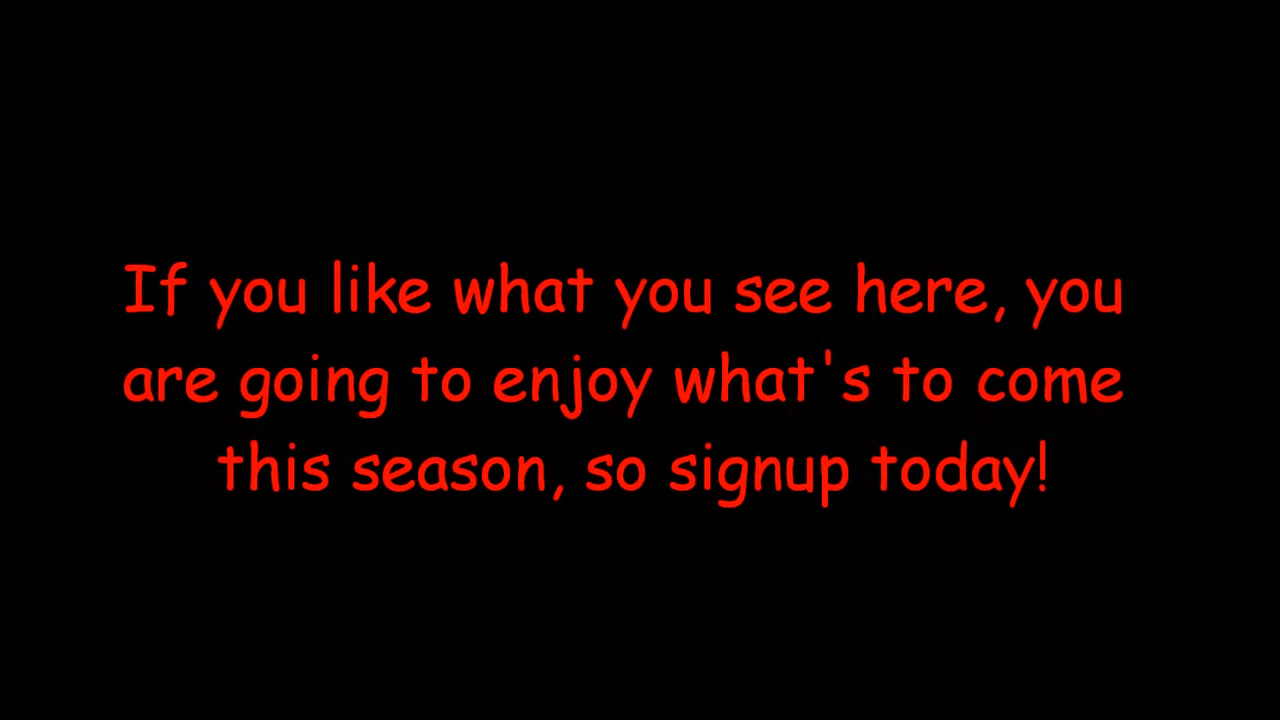 If you like what you see here, you
are going to enjoy what's to come
this season, so signup today!